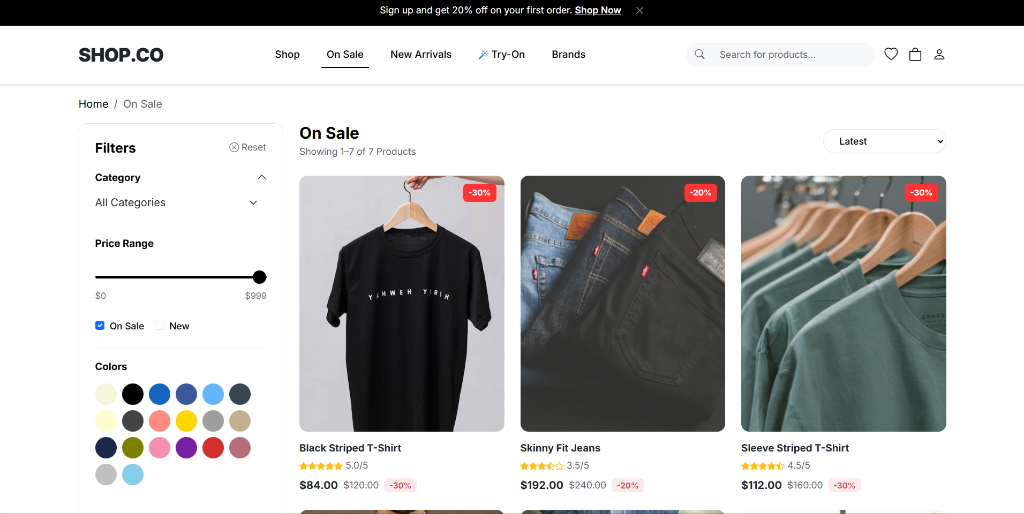 Sign up and get 20% off on your first order. Shop Now
SHOP.CO
Shop
On Sale
New Arrivals
Try-On
Brands
Search for products...
Home / On Sale
Filters
Reset
Category
All Categories
Price Range
$0
$999
On Sale
New
Colors
On Sale
Showing 1–7 of 7 Products
Latest
-30%
-20%
-30%
Black Striped T-Shirt
5.0/5
$84.00 $120.00 -30%
Skinny Fit Jeans
3.5/5
$192.00 $240.00 -20%
Sleeve Striped T-Shirt
4.5/5
$112.00 $160.00 -30%